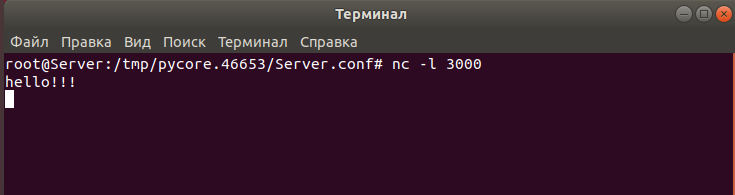 Терминал
Файл Правка Вид Поиск Терминал Справка
root@Server:/tmp/pycore.46653/Server.conf# nc -l 3000
hello!!!